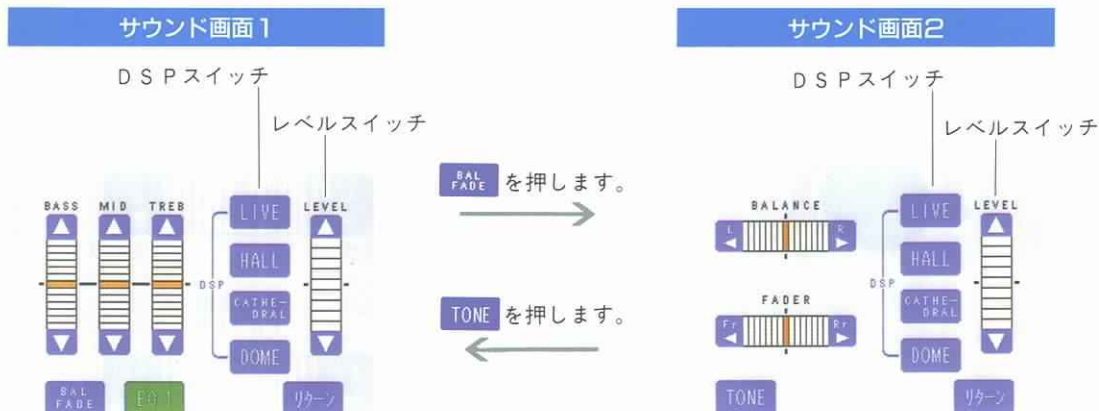 サウンド画面1
DSPスイッチ
レベルスイッチ
BASS MID TREB
LIVE
LEVEL
HALL
DSP
CATHE-
DRAL
DOME
BAL
FADE
EQ 1
リターン
BAL
FADE を押します。
TONE を押します。
サウンド画面2
DSPスイッチ
レベルスイッチ
BALANCE
L R
LIVE
LEVEL
HALL
DSP
CATHE-
DRAL
FADER
Fr Rr
DOME
TONE
リターン